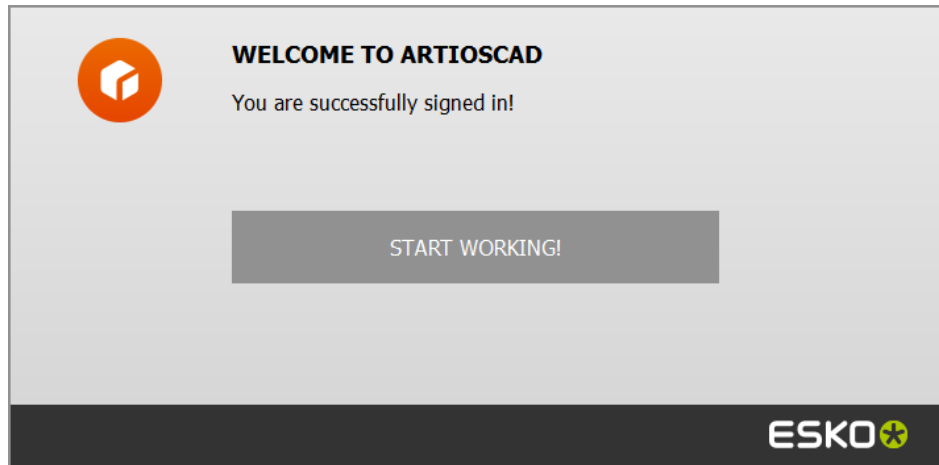 WELCOME TO ARTIOSCAD
You are successfully signed in!
START WORKING!
ESKO